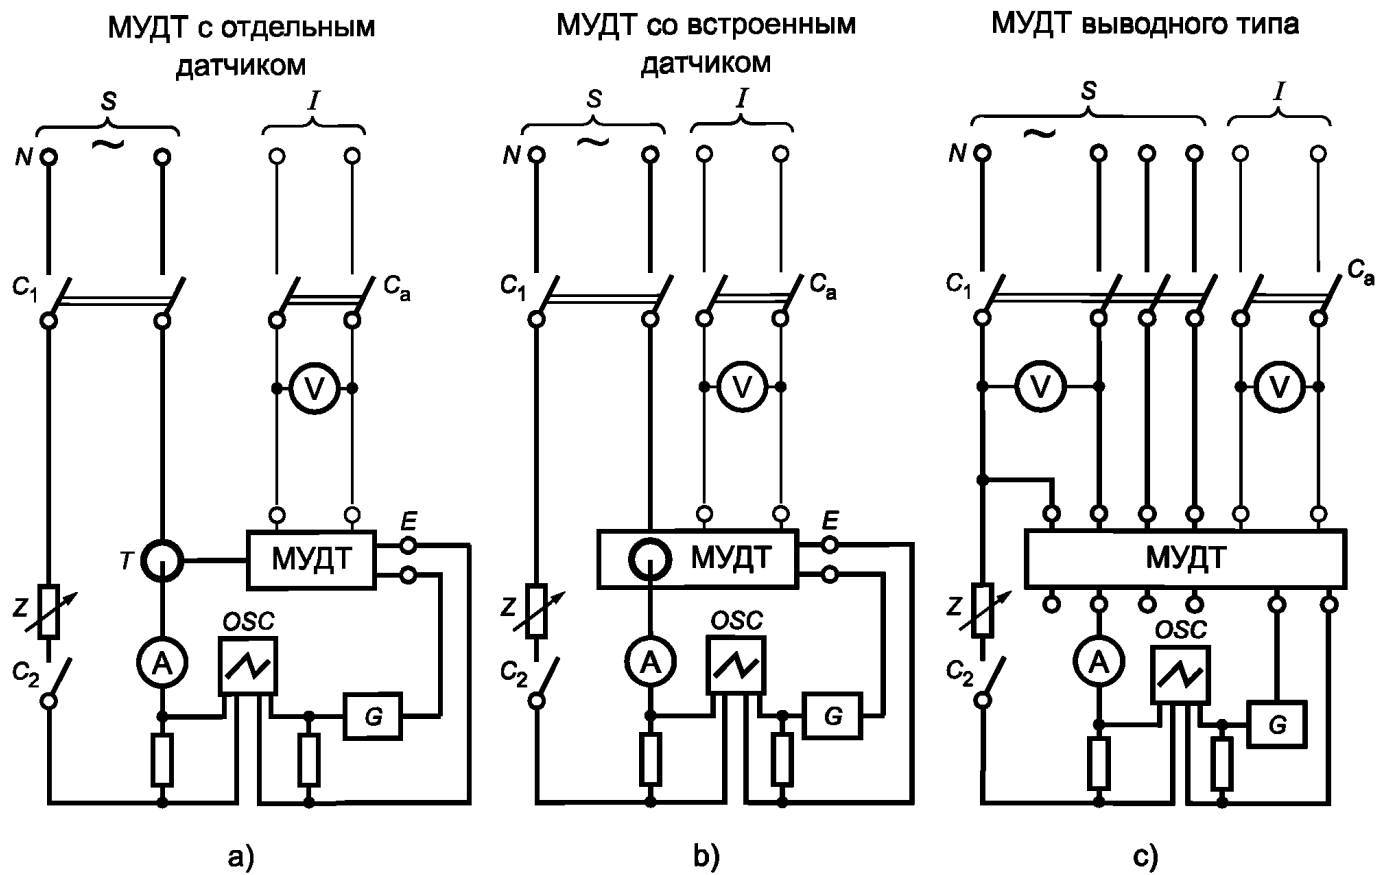 МУДТ с отдельным
датчиком
S
~
I
N
C1
Ca
V
T
МУДТ
E
Z
A
OSC
C2
G
a)
МУДТ со встроенным
датчиком
S
~
I
N
C1
Ca
V
МУДТ
E
Z
A
OSC
C2
G
b)
МУДТ выводного типа
S
~
I
N
C1
Ca
V
V
МУДТ
Z
A
OSC
C2
G
c)